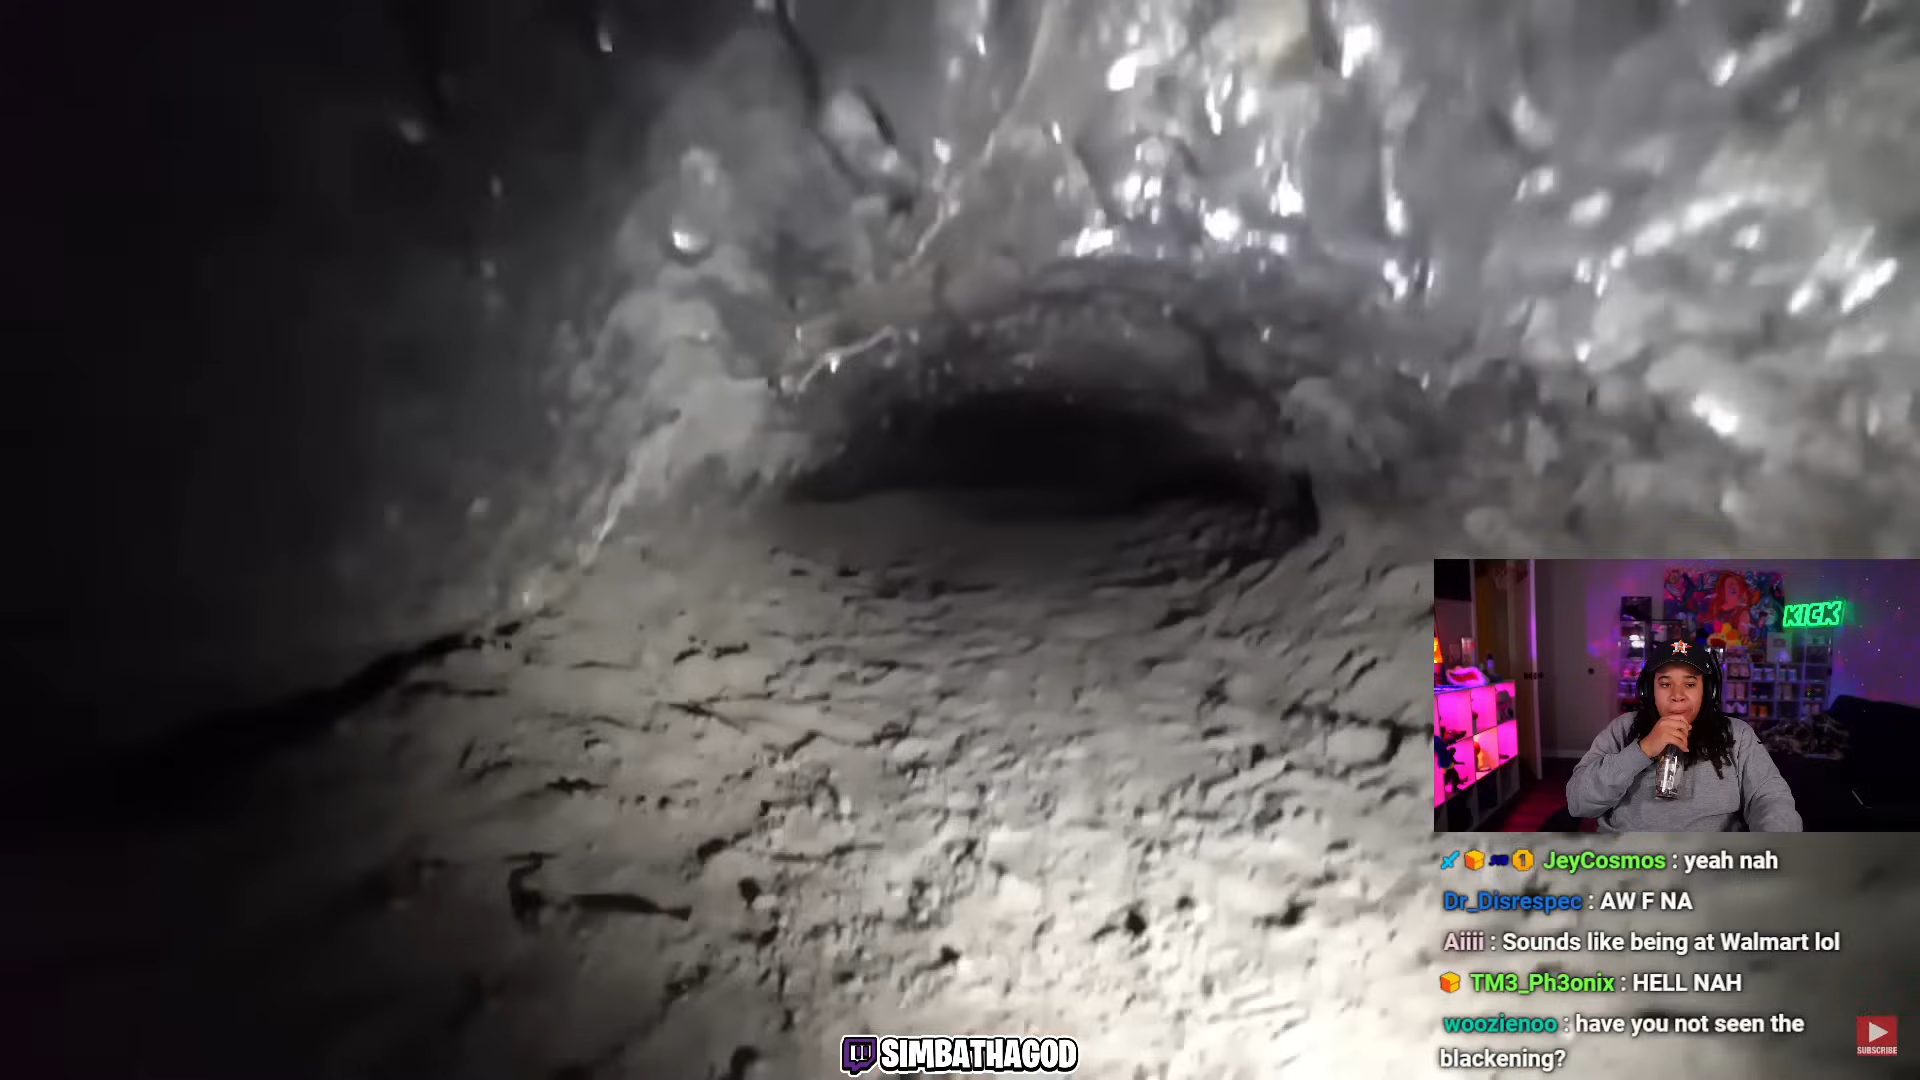 KICK
JeyCosmos : yeah nah
Dr_Disrespec : AW F NA
Aiiii : Sounds like being at Walmart lol
TM3_Ph3onix : HELL NAH
woozienoo : have you not seen the
blackening?
SUBSCRIBE
SIMBATHAGOD